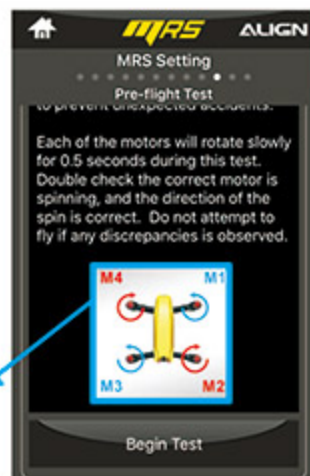 MRS ALIGN
MRS Setting
Pre-flight Test
to prevent unexpected accidents.
Each of the motors will rotate slowly
for 0.5 seconds during this test.
Double check the correct motor is
spinning, and the direction of the
spin is correct. Do not attempt to
fly if any discrepancies is observed.
M4 M1
M3 M2
Begin Test